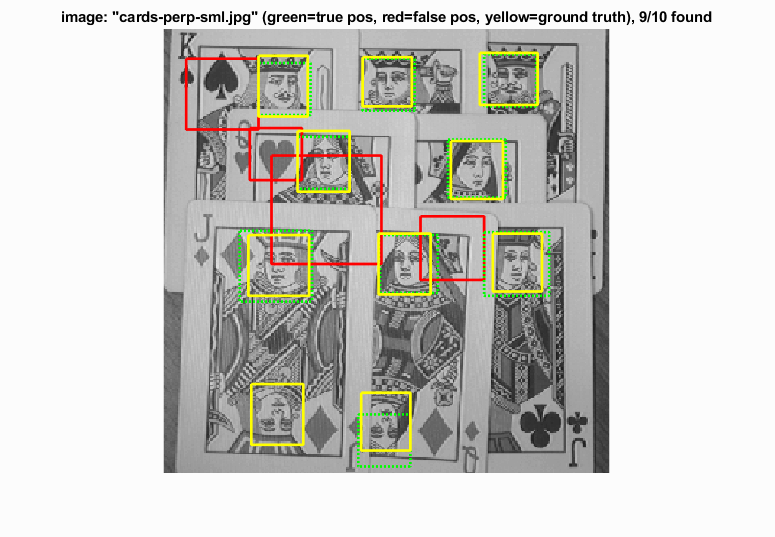 image: "cards-perp-sml.jpg" (green=true pos, red=false pos, yellow=ground truth), 9/10 found
K
Q
J
Q
J